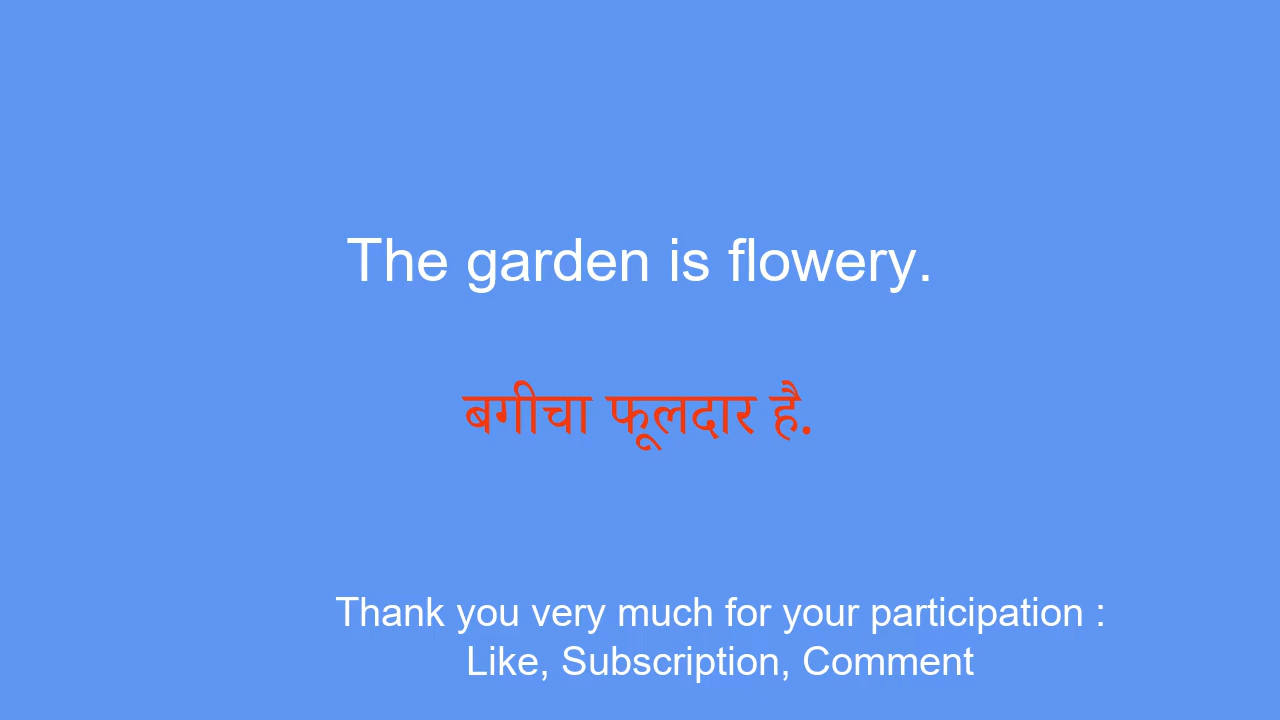 The garden is flowery.
बगीचा फूलदार है.
Thank you very much for your participation :
Like, Subscription, Comment